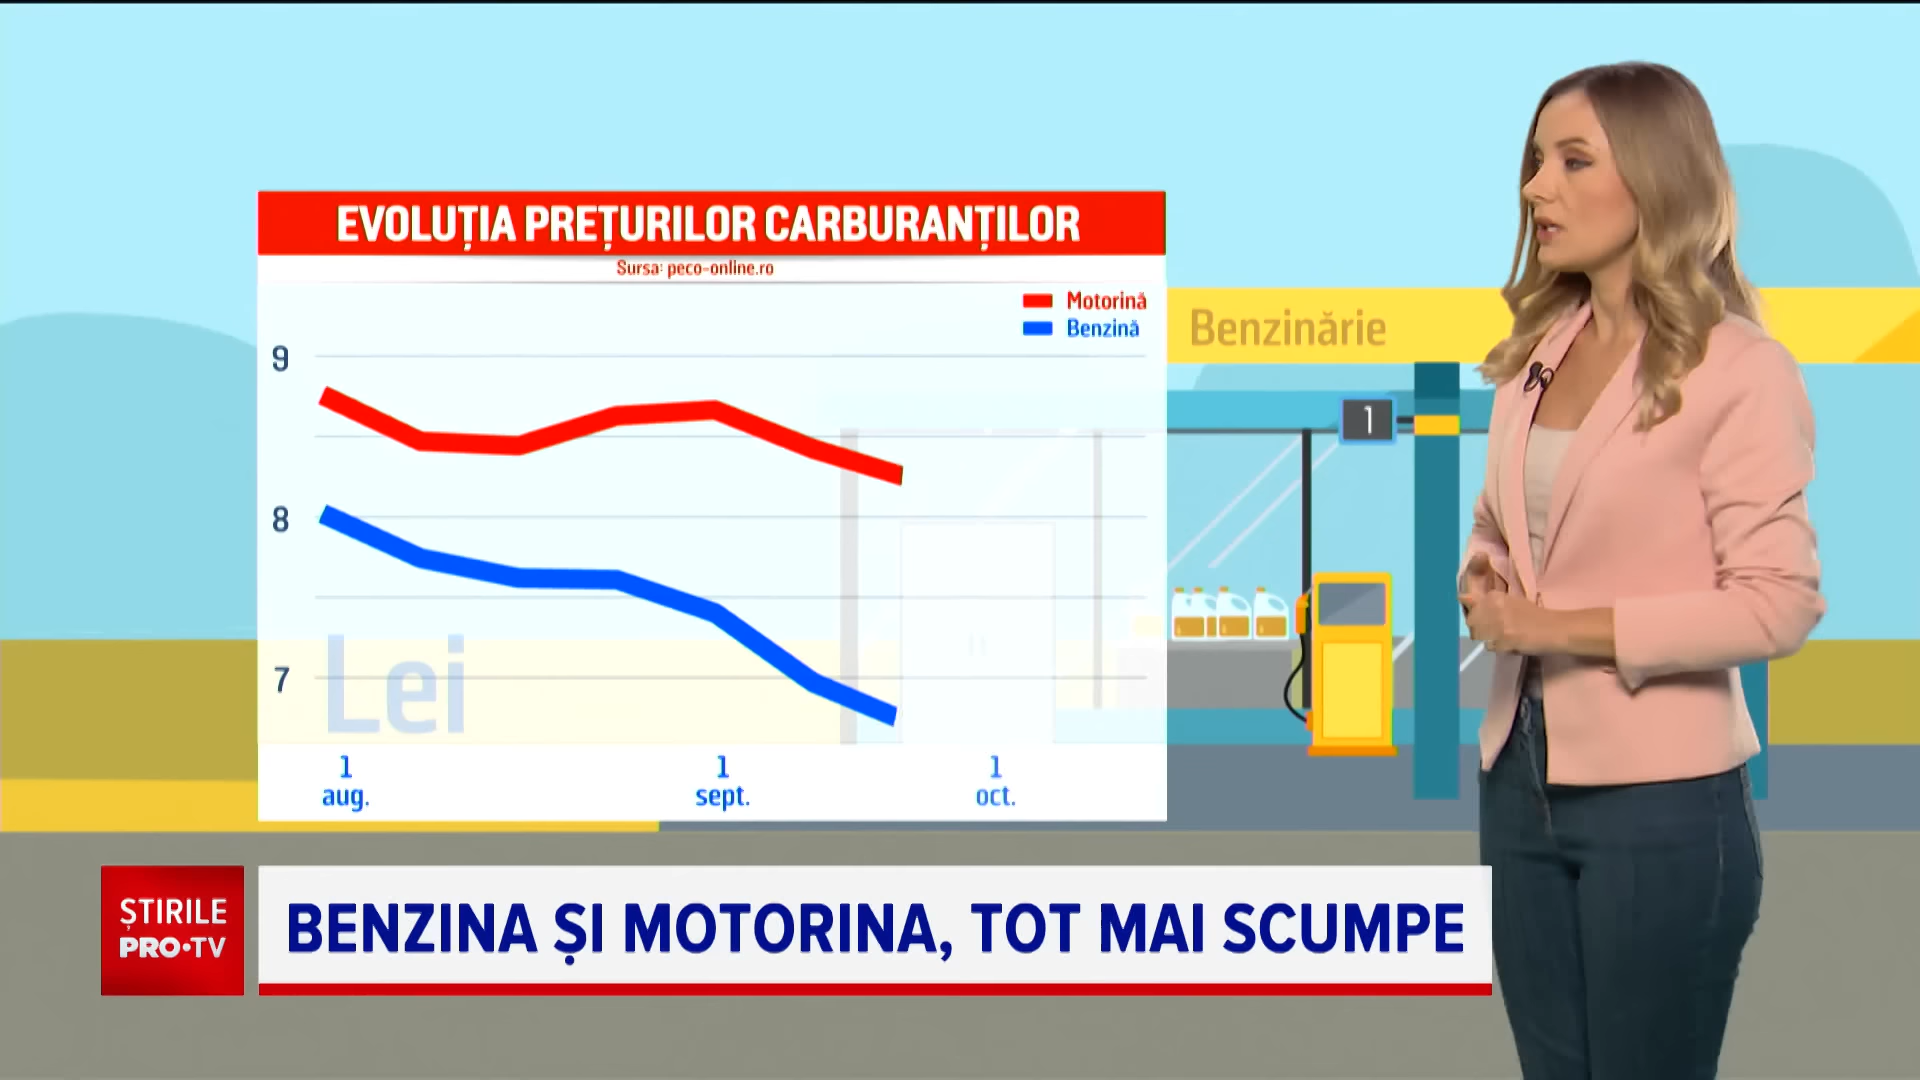 EVOLUȚIA PREȚURILOR CARBURANȚILOR
Sursa: peco-online.ro
Motorină
Benzină
Benzinărie
9
1
8
7
Lei
1 aug.
1 sept.
1 oct.
ȘTIRILE
PRO•TV
BENZINA ȘI MOTORINA, TOT MAI SCUMPE